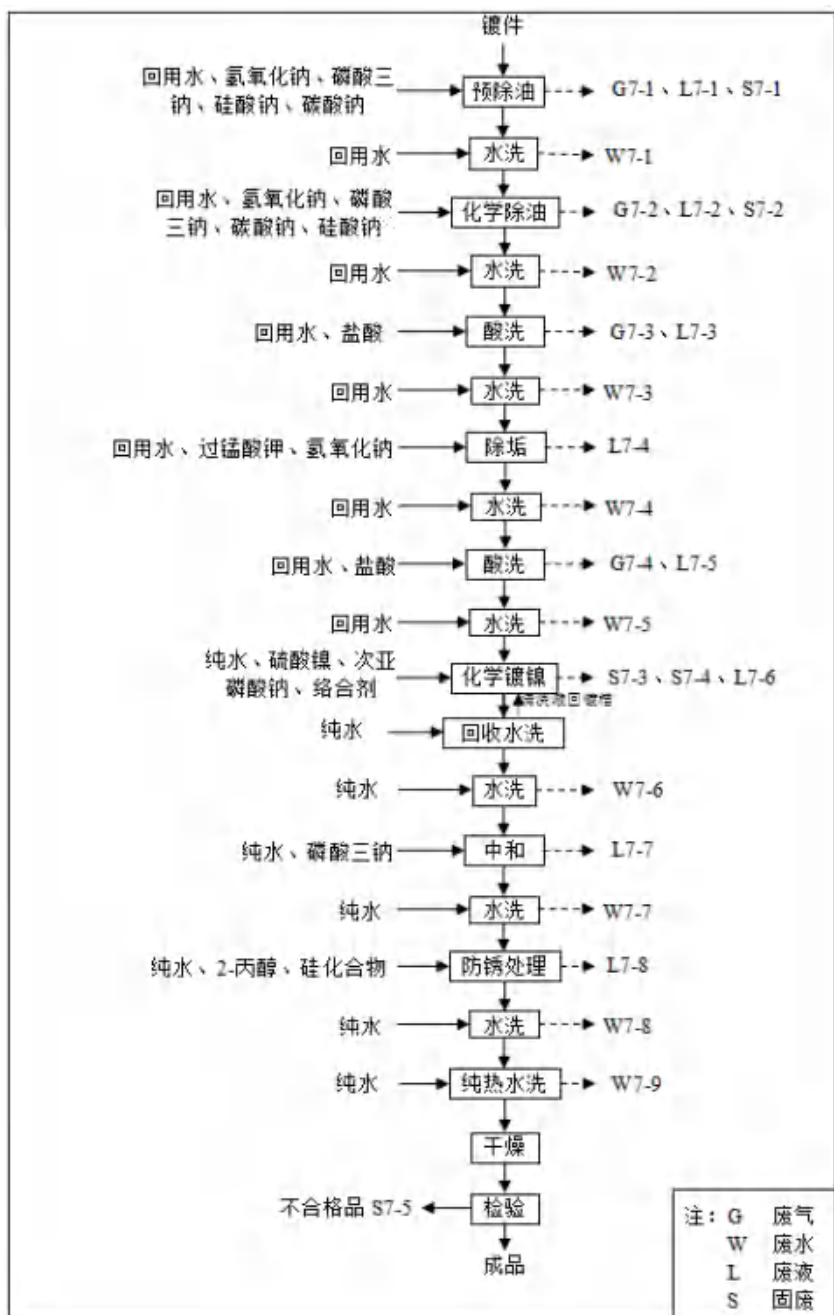 镀件
回用水、氢氧化钠、磷酸三
钠、硅酸钠、碳酸钠
预除油
G7-1、L7-1、S7-1
回用水
水洗
W7-1
回用水、氢氧化钠、磷酸
三钠、碳酸钠、硅酸钠
化学除油
G7-2、L7-2、S7-2
回用水
水洗
W7-2
回用水、盐酸
酸洗
G7-3、L7-3
回用水
水洗
W7-3
回用水、过锰酸钾、氢氧化钠
除垢
L7-4
回用水
水洗
W7-4
回用水、盐酸
酸洗
G7-4、L7-5
回用水
水洗
W7-5
纯水、硫酸镍、次亚
磷酸钠、络合剂
化学镀镍
S7-3、S7-4、L7-6
清洗液回镀槽
纯水
回收水洗
纯水
水洗
W7-6
纯水、磷酸三钠
中和
L7-7
纯水
水洗
W7-7
纯水、2-丙醇、硅化合物
防锈处理
L7-8
纯水
水洗
W7-8
纯水
纯热水洗
W7-9
干燥
不合格品 S7-5
检验
成品
注：G 废气
W 废水
L 废液
S 固废